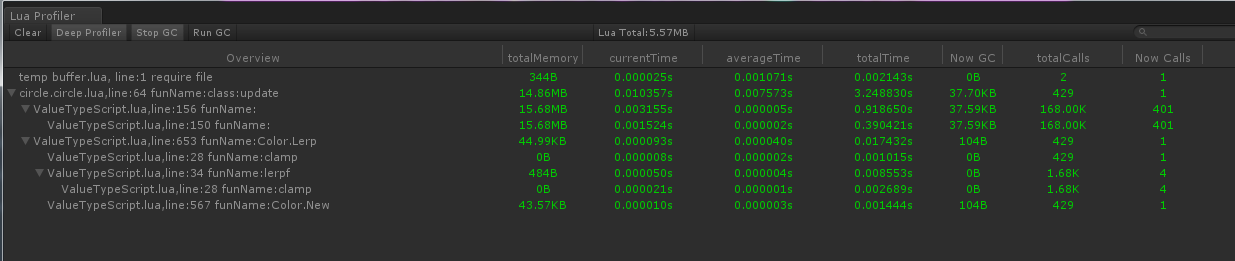 Lua Profiler
Clear Deep Profiler Stop GC Run GC Lua Total:5.57MB
Overview totalMemory currentTime averageTime totalTime Now GC totalCalls Now Calls
temp buffer.lua, line:1 require file 344B 0.000025s 0.001071s 0.002143s 0B 2 1
circle.circle.lua,line:64 funName:class:update 14.86MB 0.010357s 0.007573s 3.248830s 37.70KB 429 1
ValueTypeScript.lua,line:156 funName: 15.68MB 0.003155s 0.000005s 0.918650s 37.59KB 168.00K 401
ValueTypeScript.lua,line:150 funName: 15.68MB 0.001524s 0.000002s 0.390421s 37.59KB 168.00K 401
ValueTypeScript.lua,line:653 funName:Color.Lerp 44.99KB 0.000093s 0.000040s 0.017432s 104B 429 1
ValueTypeScript.lua,line:28 funName:clamp 0B 0.000008s 0.000002s 0.001015s 0B 429 1
ValueTypeScript.lua,line:34 funName:lerpf 484B 0.000050s 0.000004s 0.008553s 0B 1.68K 4
ValueTypeScript.lua,line:28 funName:clamp 0B 0.000021s 0.000001s 0.002689s 0B 1.68K 4
ValueTypeScript.lua,line:567 funName:Color.New 43.57KB 0.000010s 0.000003s 0.001444s 104B 429 1